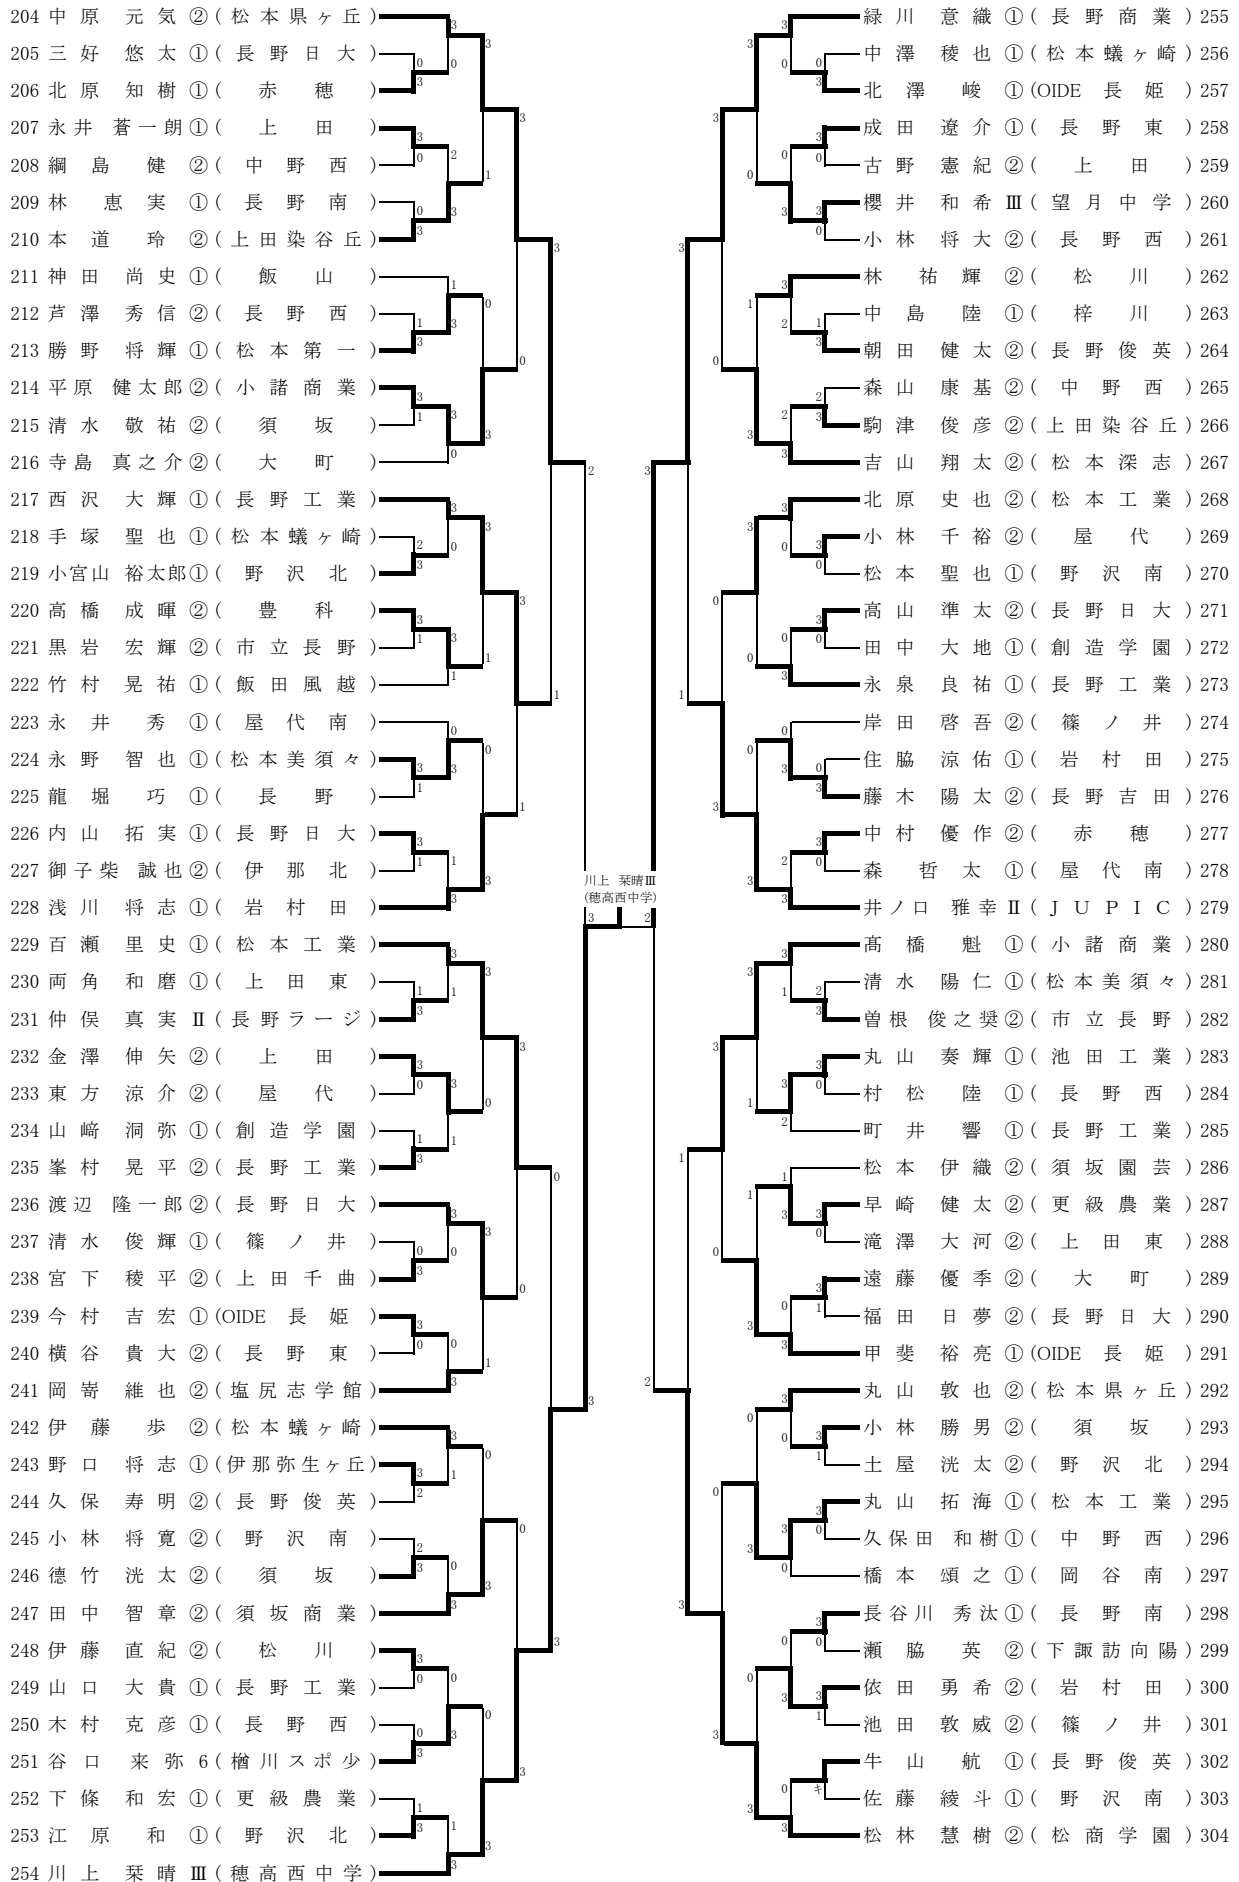 204 中原 元気 ② (松本県ヶ丘)
205 三好 悠太 ① (長野日大)
206 北原 知樹 ① (赤穂)
207 永井 蒼一朗 ① (上田)
208 綱島 健 ② (中野西)
209 林 恵実 ① (長野南)
210 本道 玲 ② (上田染谷丘)
211 神田 尚史 ① (飯山)
212 芦澤 秀信 ② (長野西)
213 勝野 将輝 ① (松本第一)
214 平原 健太郎 ② (小諸商業)
215 清水 敬祐 ② (須坂)
216 寺島 真之介 ② (大町)
217 西沢 大輝 ① (長野工業)
218 手塚 聖也 ① (松本蟻ヶ崎)
219 小宮山 裕太郎 ① (野沢北)
220 高橋 成暉 ② (豊科)
221 黒岩 宏輝 ② (市立長野)
222 竹村 晃祐 ① (飯田風越)
223 永井 秀 ① (屋代南)
224 永野 智也 ① (松本美須々)
225 龍堀 巧 ① (長野)
226 内山 拓実 ① (長野日大)
227 御子柴 誠也 ② (伊那北)
228 浅川 将志 ① (岩村田)
229 百瀬 里史 ① (松本工業)
230 両角 和磨 ① (上田東)
231 仲俣 真実 Ⅱ (長野ラージ)
232 金澤 伸矢 ② (上田)
233 東方 涼介 ② (屋代)
234 山﨑 洞弥 ① (創造学園)
235 峯村 晃平 ② (長野工業)
236 渡辺 隆一郎 ② (長野日大)
237 清水 俊輝 ① (篠ノ井)
238 宮下 稜平 ② (上田千曲)
239 今村 吉宏 ① (OIDE 長姫)
240 横谷 貴大 ② (長野東)
241 岡嵜 維也 ② (塩尻志学館)
242 伊藤 歩 ② (松本蟻ヶ崎)
243 野口 将志 ① (伊那弥生ヶ丘)
244 久保 寿明 ② (長野俊英)
245 小林 将寛 ② (野沢南)
246 德竹 洸太 ② (須坂)
247 田中 智章 ② (須坂商業)
248 伊藤 直紀 ② (松川)
249 山口 大貴 ① (長野工業)
250 木村 克彦 ① (長野西)
251 谷口 来弥 6 (楢川スポ少)
252 下條 和宏 ① (更級農業)
253 江原 和 ① (野沢北)
254 川上 栞晴 Ⅲ (穂高西中学)
川上 栞晴Ⅲ
(穂高西中学)
3 2
緑川 意織 ① (長野商業) 255
中澤 稜也 ① (松本蟻ヶ崎) 256
北澤 峻 ① (OIDE 長姫) 257
成田 遼介 ① (長野東) 258
古野 憲紀 ② (上田) 259
櫻井 和希 Ⅲ (望月中学) 260
小林 将大 ② (長野西) 261
林 祐輝 ② (松川) 262
中島 陸 ① (梓川) 263
朝田 健太 ② (長野俊英) 264
森山 康基 ② (中野西) 265
駒津 俊彦 ② (上田染谷丘) 266
吉山 翔太 ② (松本深志) 267
北原 史也 ② (松本工業) 268
小林 千裕 ② (屋代) 269
松本 聖也 ① (野沢南) 270
高山 準太 ② (長野日大) 271
田中 大地 ① (創造学園) 272
永泉 良祐 ① (長野工業) 273
岸田 啓吾 ② (篠ノ井) 274
住脇 涼佑 ① (岩村田) 275
藤木 陽太 ② (長野吉田) 276
中村 優作 ② (赤穂) 277
森 哲太 ① (屋代南) 278
井ノ口 雅幸 Ⅱ (JUPIC) 279
髙橋 魁 ① (小諸商業) 280
清水 陽仁 ① (松本美須々) 281
曽根 俊之奨 ② (市立長野) 282
丸山 奏輝 ① (池田工業) 283
村松 陸 ① (長野西) 284
町井 響 ① (長野工業) 285
松本 伊織 ② (須坂園芸) 286
早崎 健太 ② (更級農業) 287
滝澤 大河 ② (上田東) 288
遠藤 優季 ② (大町) 289
福田 日夢 ② (長野日大) 290
甲斐 裕亮 ① (OIDE 長姫) 291
丸山 敦也 ② (松本県ヶ丘) 292
小林 勝男 ② (須坂) 293
土屋 洸太 ② (野沢北) 294
丸山 拓海 ① (松本工業) 295
久保田 和樹 ① (中野西) 296
橋本 頌之 ① (岡谷南) 297
長谷川 秀汰 ① (長野南) 298
瀬脇 英 ② (下諏訪向陽) 299
依田 勇希 ② (岩村田) 300
池田 敦威 ② (篠ノ井) 301
牛山 航 ① (長野俊英) 302
佐藤 綾斗 ① (野沢南) 303
松林 慧樹 ② (松商学園) 304